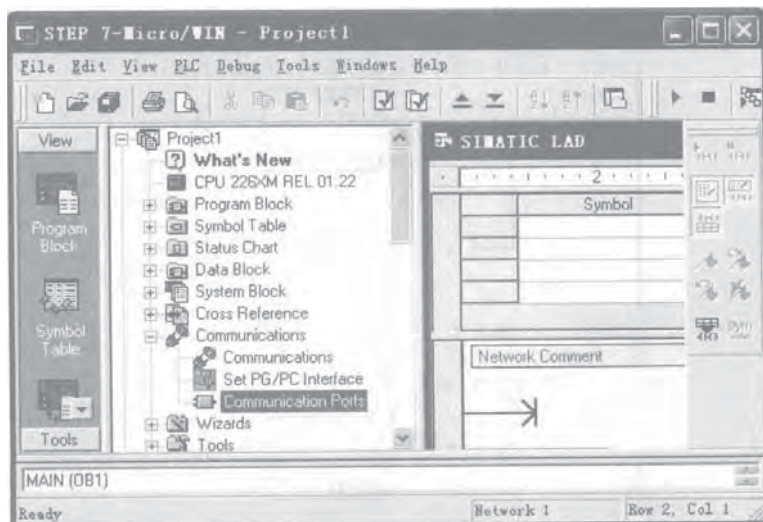 STEP 7-Micro/WIN - Project1
File Edit View PLC Debug Tools Windows Help
View
Program Block
Symbol Table
Tools
Project1
What's New
CPU 226XM REL 01.22
Program Block
Symbol Table
Status Chart
Data Block
System Block
Cross Reference
Communications
Communications
Set PG/PC Interface
Communication Ports
Wizards
Tools
SIMATIC LAD
2
Symbol
Network Comment
MAIN (OB1)
Ready
Network 1
Row 2, Col 1